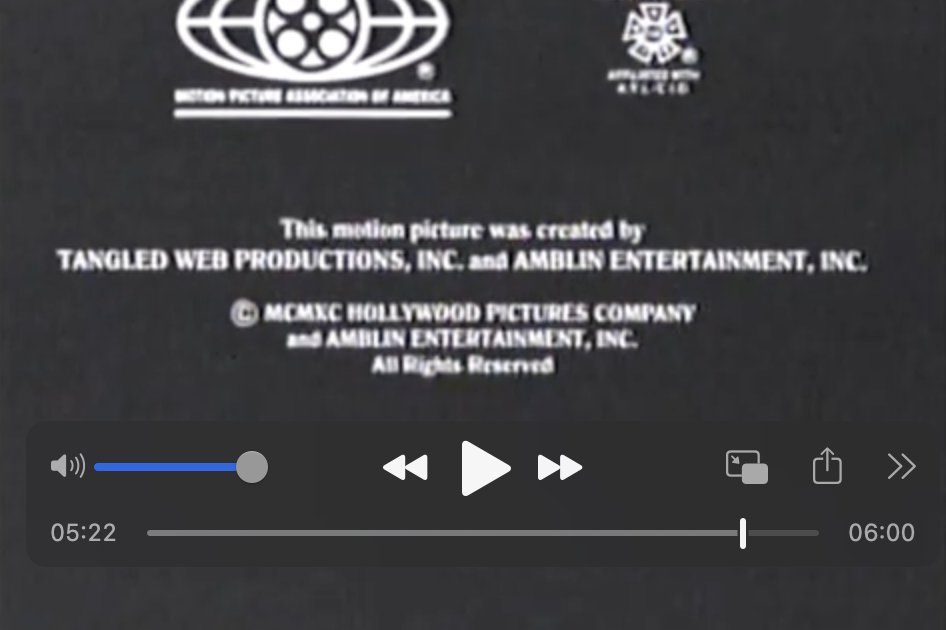 MOTION PICTURE ASSOCIATION OF AMERICA
®
®
AFFILIATED WITH
A.F.L.-C.I.O.
This motion picture was created by
TANGLED WEB PRODUCTIONS, INC. and AMBLIN ENTERTAINMENT, INC.
© MCMXC HOLLYWOOD PICTURES COMPANY
and AMBLIN ENTERTAINMENT, INC.
All Rights Reserved
05:22
06:00